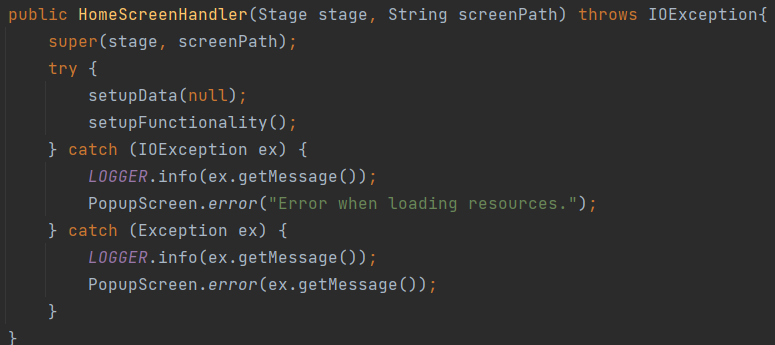 public HomeScreenHandler(Stage stage, String screenPath) throws IOException{
    super(stage, screenPath);
    try {
        setupData(null);
        setupFunctionality();
    } catch (IOException ex) {
        LOGGER.info(ex.getMessage());
        PopupScreen.error("Error when loading resources.");
    } catch (Exception ex) {
        LOGGER.info(ex.getMessage());
        PopupScreen.error(ex.getMessage());
    }
}